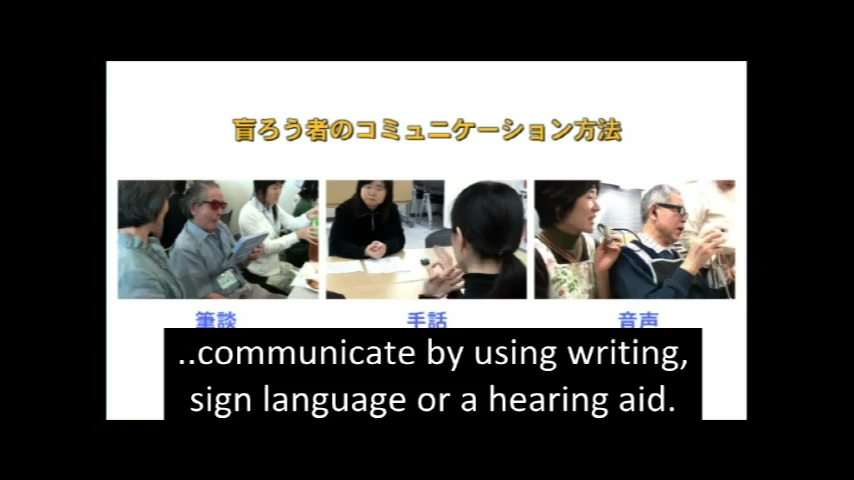 盲ろう者のコミュニケーション方法
筆談 手話 音声
..communicate by using writing,
sign language or a hearing aid.